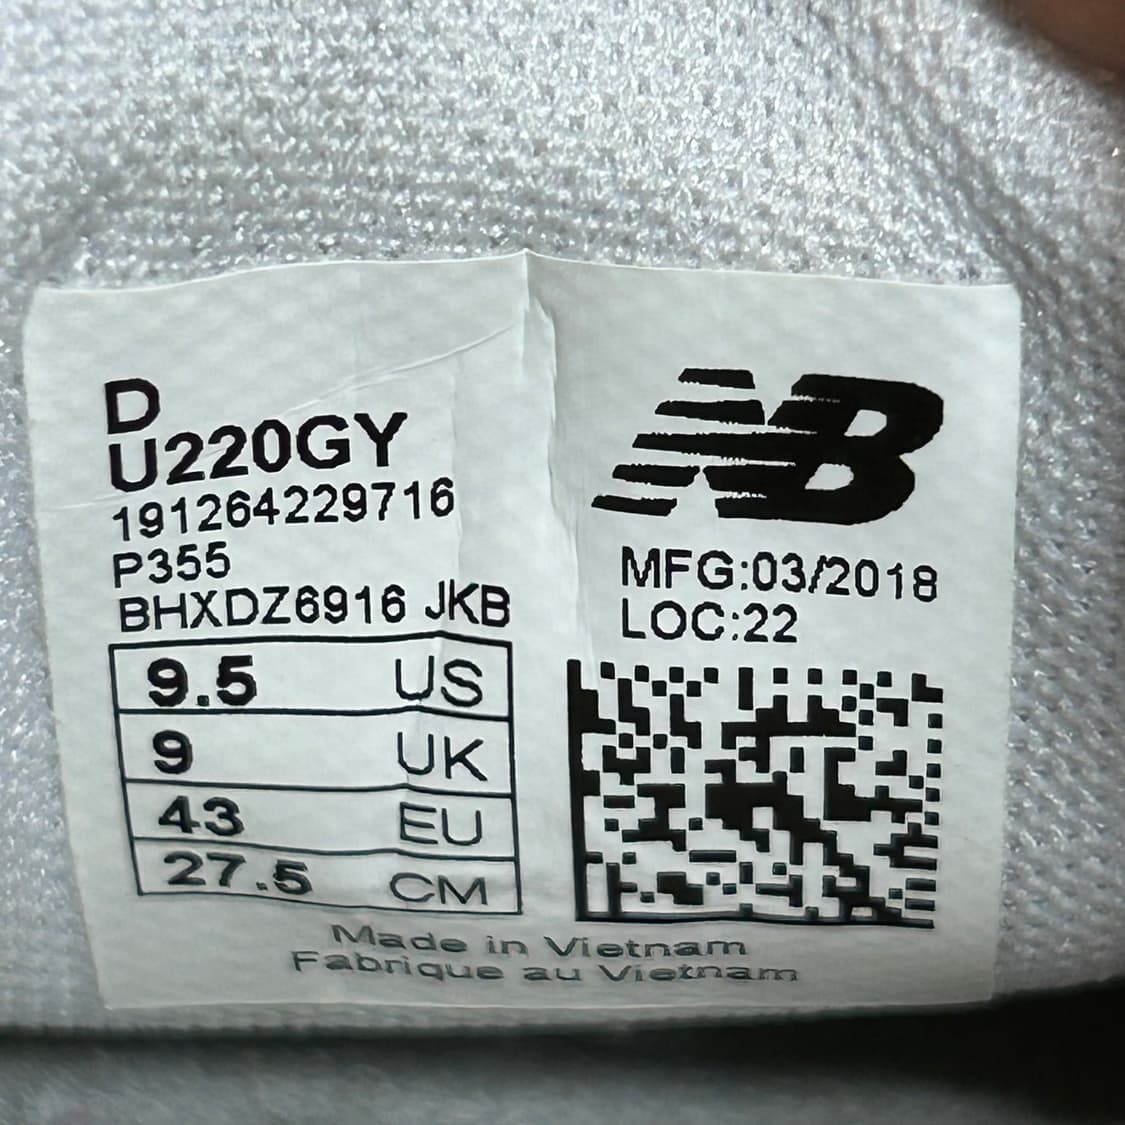 D
U220GY
191264229716
P355
BHXDZ6916 JKB
9.5 US
9 UK
43 EU
27.5 CM
NB
MFG:03/2018
LOC:22
Made in Vietnam
Fabrique au Vietnam